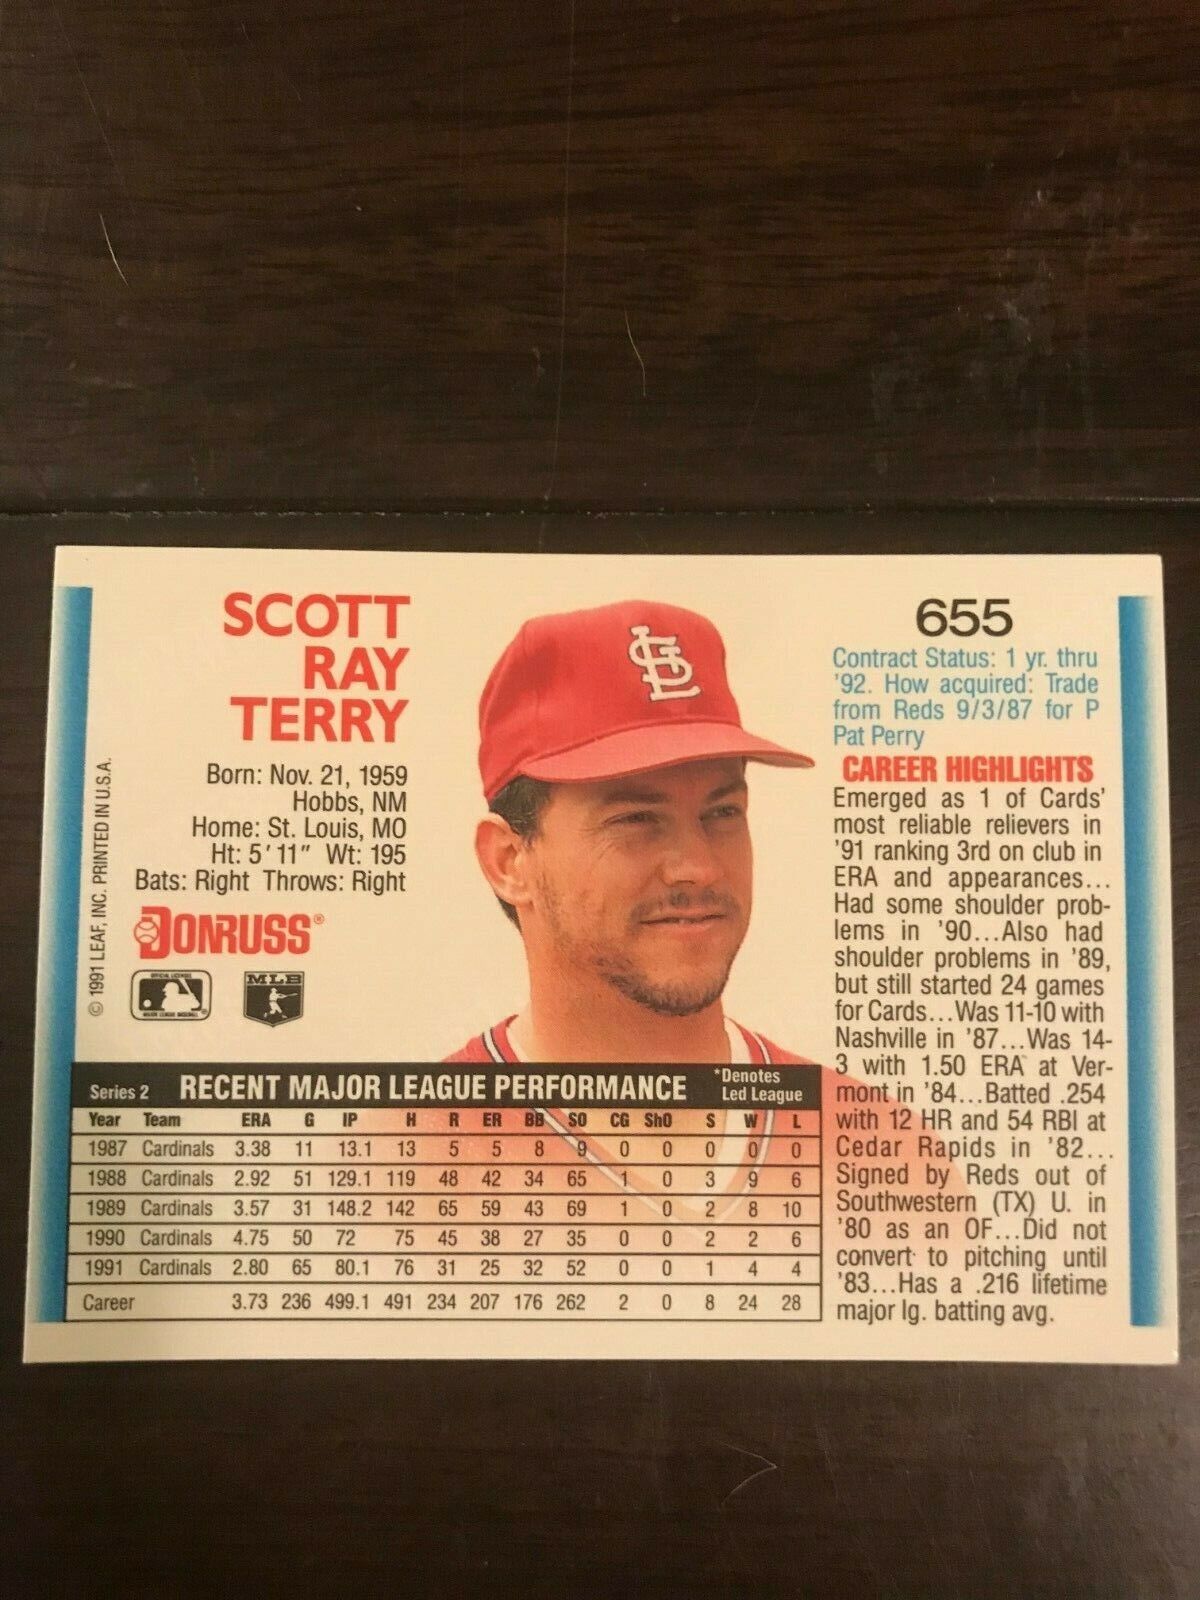 SCOTT
RAY
TERRY
Born: Nov. 21, 1959
Hobbs, NM
Home: St. Louis, MO
Ht: 5' 11" Wt: 195
Bats: Right Throws: Right
DONRUSS®
OFFICIAL LICENSEE
MAJOR LEAGUE BASEBALL
MLB
© 1991 LEAF, INC. PRINTED IN U.S.A.
STL
655
Contract Status: 1 yr. thru
'92. How acquired: Trade
from Reds 9/3/87 for P
Pat Perry
CAREER HIGHLIGHTS
Emerged as 1 of Cards'
most reliable relievers in
'91 ranking 3rd on club in
ERA and appearances...
Had some shoulder prob-
lems in '90...Also had
shoulder problems in '89,
but still started 24 games
for Cards...Was 11-10 with
Nashville in '87...Was 14-
3 with 1.50 ERA at Ver-
mont in '84...Batted .254
with 12 HR and 54 RBI at
Cedar Rapids in '82...
Signed by Reds out of
Southwestern (TX) U. in
'80 as an OF...Did not
convert to pitching until
'83...Has a .216 lifetime
major lg. batting avg.
Series 2 RECENT MAJOR LEAGUE PERFORMANCE *Denotes
Led League
Year Team ERA G IP H R ER BB SO CG ShO S W L
1987 Cardinals 3.38 11 13.1 13 5 5 8 9 0 0 0 0 0
1988 Cardinals 2.92 51 129.1 119 48 42 34 65 1 0 3 9 6
1989 Cardinals 3.57 31 148.2 142 65 59 43 69 1 0 2 8 10
1990 Cardinals 4.75 50 72 75 45 38 27 35 0 0 2 2 6
1991 Cardinals 2.80 65 80.1 76 31 25 32 52 0 0 1 4 4
Career 3.73 236 499.1 491 234 207 176 262 2 0 8 24 28